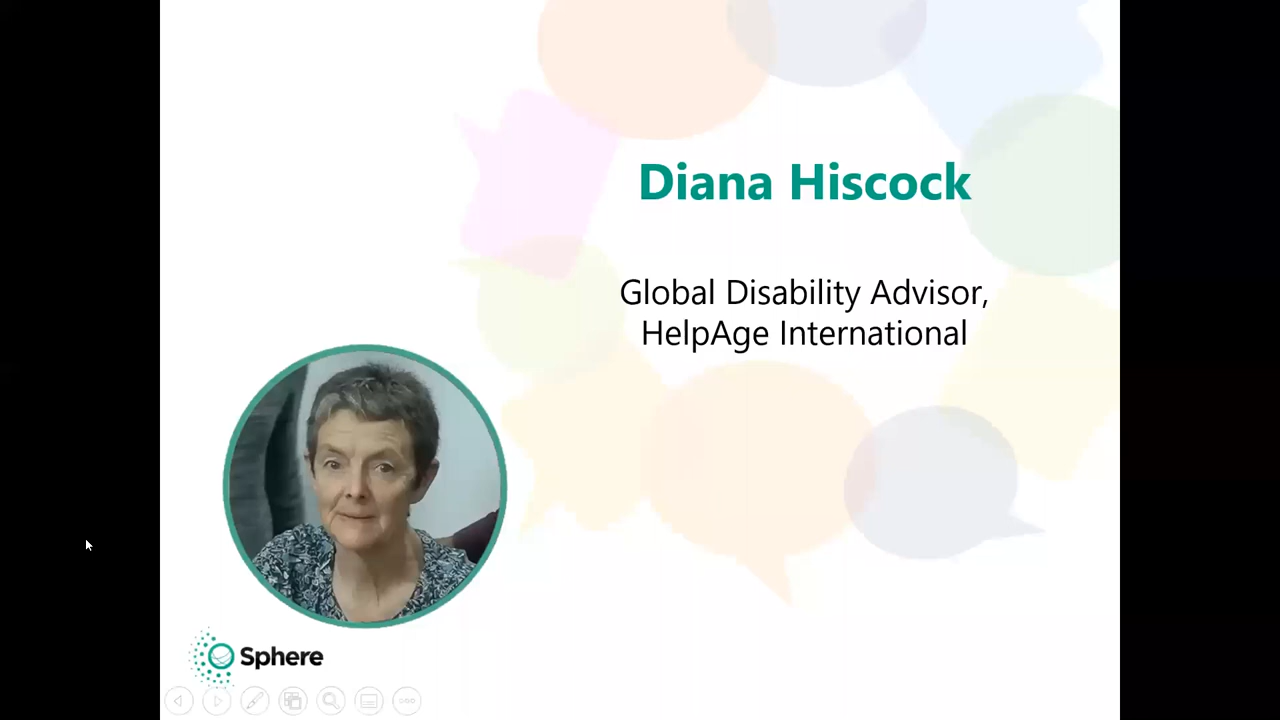 Diana Hiscock
Global Disability Advisor,
HelpAge International
Sphere